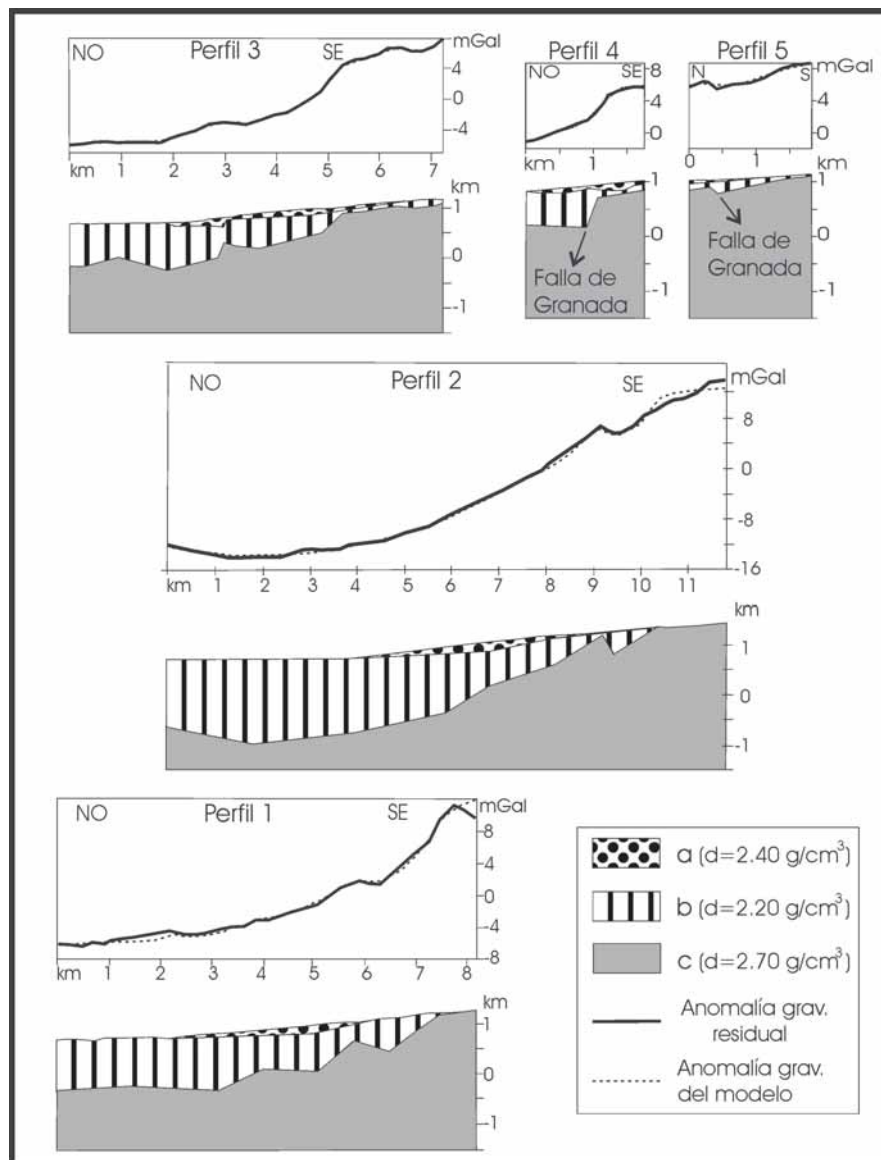 NO Perfil 3 SE mGal
4
0
-4
km 1 2 3 4 5 6 7
km
1
0
-1
Perfil 4
NO SE 8
4
0
km 1
1
0
-1
Falla de
Granada
Perfil 5
N S mGal
4
0
0 1 km
1
0
-1
Falla de
Granada
NO Perfil 2 SE mGal
8
0
-8
-16
km 1 2 3 4 5 6 7 8 9 10 11
km
1
0
-1
NO Perfil 1 SE mGal
8
4
0
-4
-8
km 1 2 3 4 5 6 7 8
km
1
0
-1
a (d=2.40 g/cm³)
b (d=2.20 g/cm³)
c (d=2.70 g/cm³)
Anomalía grav.
residual
Anomalía grav.
del modelo